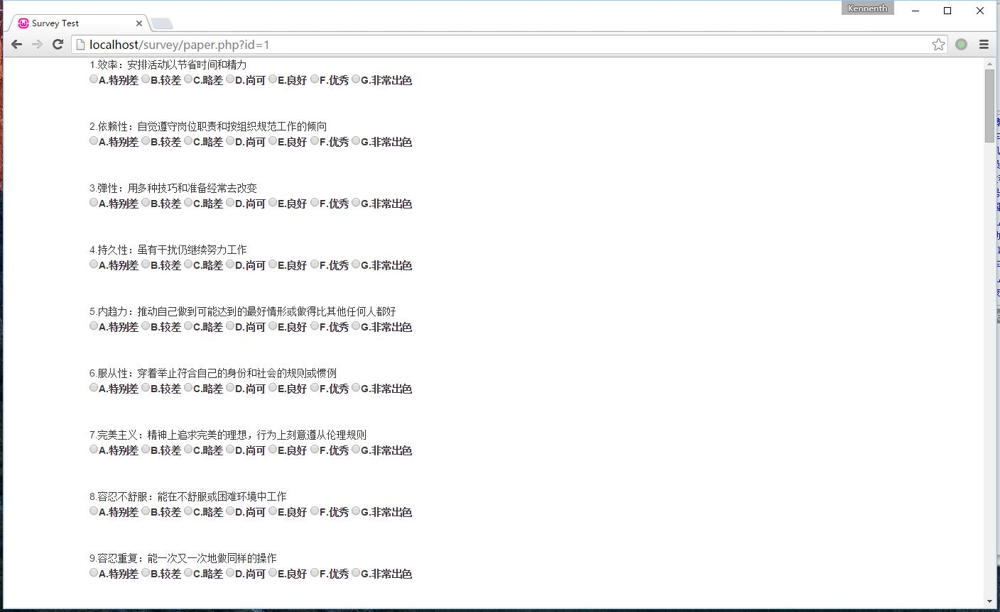 Kennenth
Survey Test
localhost/survey/paper.php?id=1
1.效率：安排活动以节省时间和精力
A.特别差 B.较差 C.略差 D.尚可 E.良好 F.优秀 G.非常出色
2.依赖性：自觉遵守岗位职责和按组织规范工作的倾向
A.特别差 B.较差 C.略差 D.尚可 E.良好 F.优秀 G.非常出色
3.弹性：用多种技巧和准备经常去改变
A.特别差 B.较差 C.略差 D.尚可 E.良好 F.优秀 G.非常出色
4.持久性：虽有干扰仍继续努力工作
A.特别差 B.较差 C.略差 D.尚可 E.良好 F.优秀 G.非常出色
5.内趋力：推动自己做到可能达到的最好情形或做得比其他任何人都好
A.特别差 B.较差 C.略差 D.尚可 E.良好 F.优秀 G.非常出色
6.服从性：穿着举止符合自己的身份和社会的规则或惯例
A.特别差 B.较差 C.略差 D.尚可 E.良好 F.优秀 G.非常出色
7.完美主义：精神上追求完美的理想，行为上刻意遵从伦理规则
A.特别差 B.较差 C.略差 D.尚可 E.良好 F.优秀 G.非常出色
8.容忍不舒服：能在不舒服或困难环境中工作
A.特别差 B.较差 C.略差 D.尚可 E.良好 F.优秀 G.非常出色
9.容忍重复：能一次又一次地做同样的操作
A.特别差 B.较差 C.略差 D.尚可 E.良好 F.优秀 G.非常出色